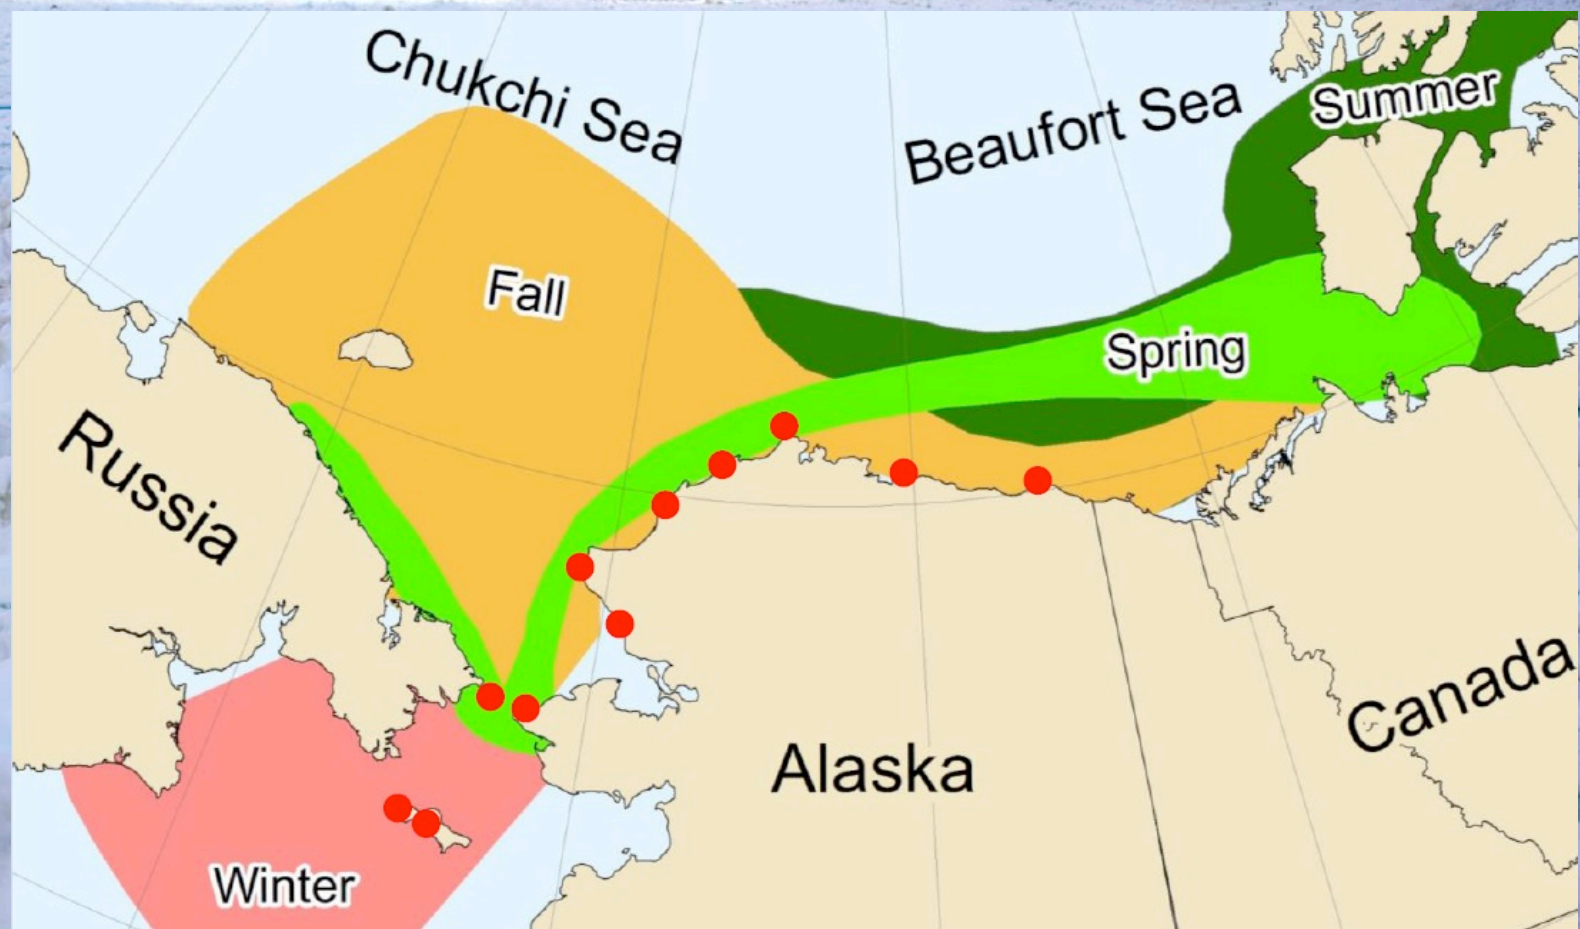 Chukchi Sea
Beaufort Sea
Summer
Fall
Spring
Russia
Canada
Alaska
Winter